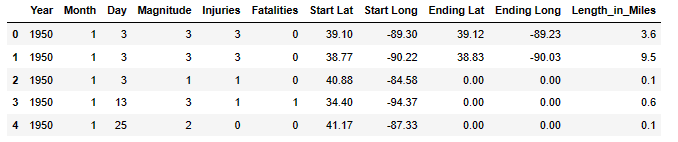 Year Month Day Magnitude Injuries Fatalities Start Lat Start Long Ending Lat Ending Long Length_in_Miles
0 1950 1 3 3 3 0 39.10 -89.30 39.12 -89.23 3.6
1 1950 1 3 3 3 0 38.77 -90.22 38.83 -90.03 9.5
2 1950 1 3 1 1 0 40.88 -84.58 0.00 0.00 0.1
3 1950 1 13 3 1 1 34.40 -94.37 0.00 0.00 0.6
4 1950 1 25 2 0 0 41.17 -87.33 0.00 0.00 0.1